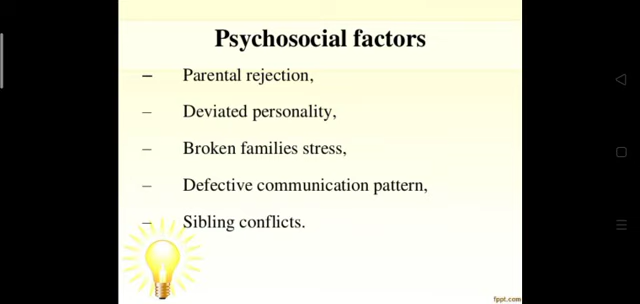 Psychosocial factors
– Parental rejection,
– Deviated personality,
– Broken families stress,
– Defective communication pattern,
– Sibling conflicts.
fppt.com